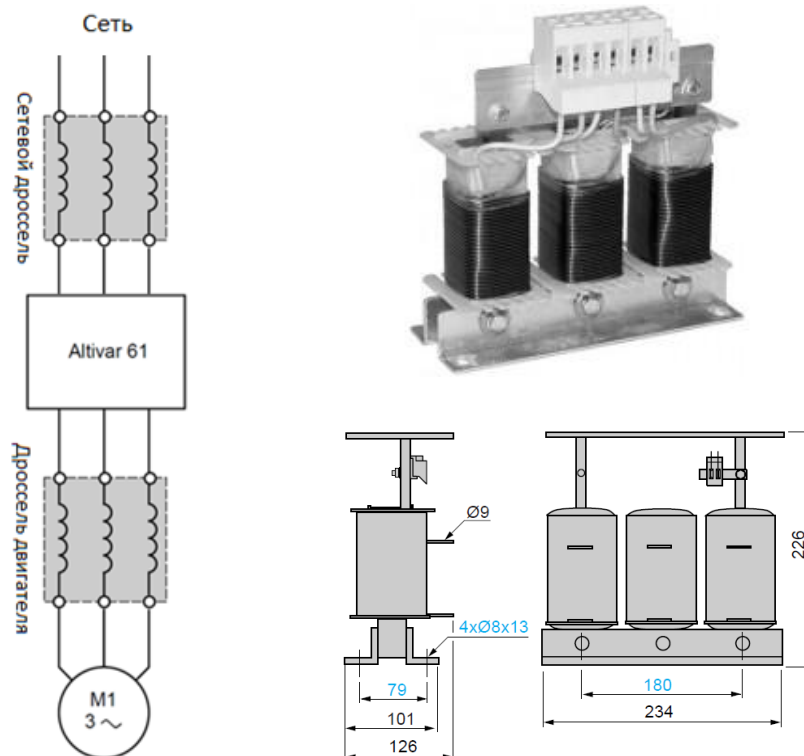 Сеть
Сетевой дроссель
Altivar 61
Дроссель двигателя
M1
3 ~
Ø9
4xØ8x13
79
101
126
226
180
234